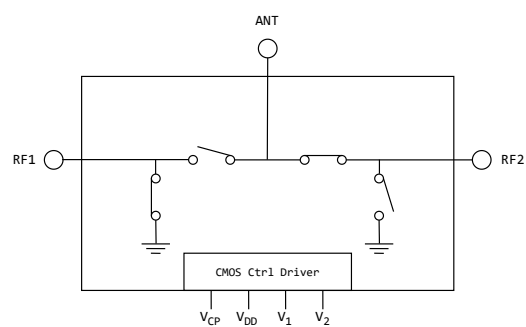 ANT
RF1
RF2
CMOS Ctrl Driver
VCP VDD V1 V2